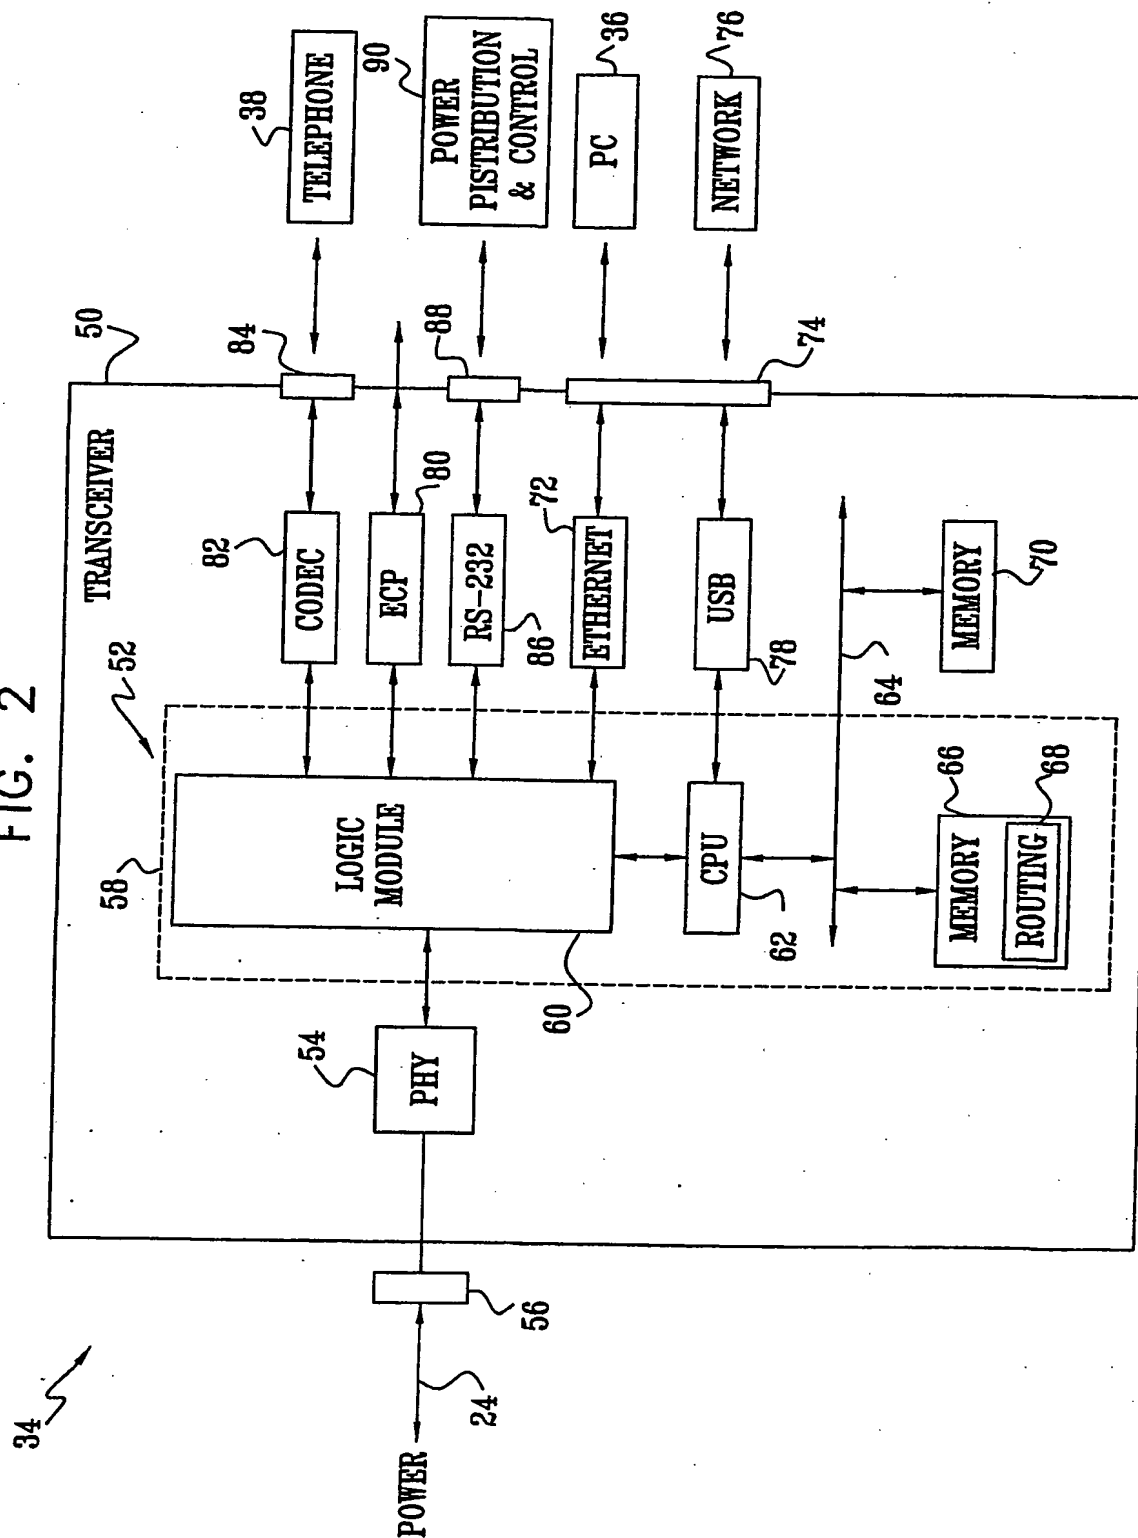 FIG. 2
34
POWER
24
56
54
PHY
TRANSCEIVER
50
52
58
LOGIC
MODULE
60
CPU
62
MEMORY
66
ROUTING
68
64
MEMORY
70
82
CODEC
ECP
80
RS-232
86
72
ETHERNET
USB
78
84
88
74
38
TELEPHONE
90
POWER
PISTRIBUTION
& CONTROL
PC
36
NETWORK
76